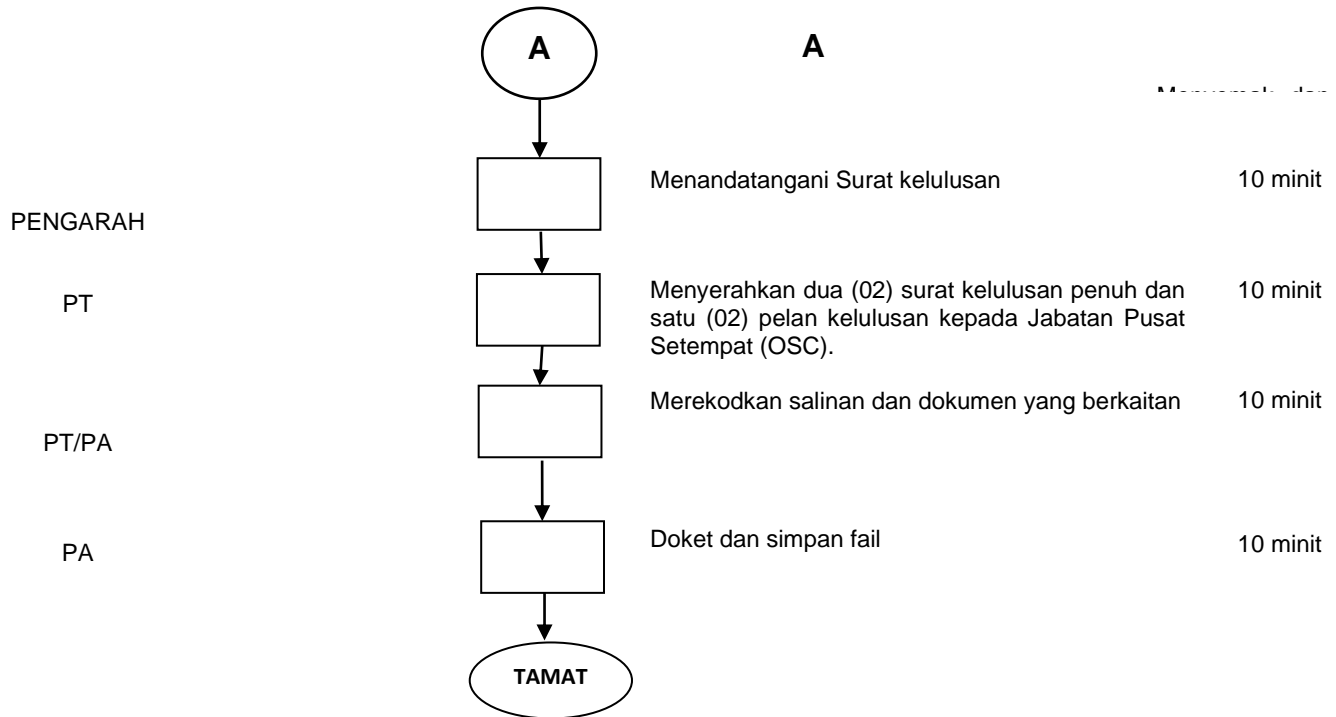 A
A
Menandatangani Surat kelulusan
10 minit
PENGARAH
PT
Menyerahkan dua (02) surat kelulusan penuh dan
satu (02) pelan kelulusan kepada Jabatan Pusat
Setempat (OSC).
10 minit
Merekodkan salinan dan dokumen yang berkaitan
10 minit
PT/PA
PA
Doket dan simpan fail
10 minit
TAMAT